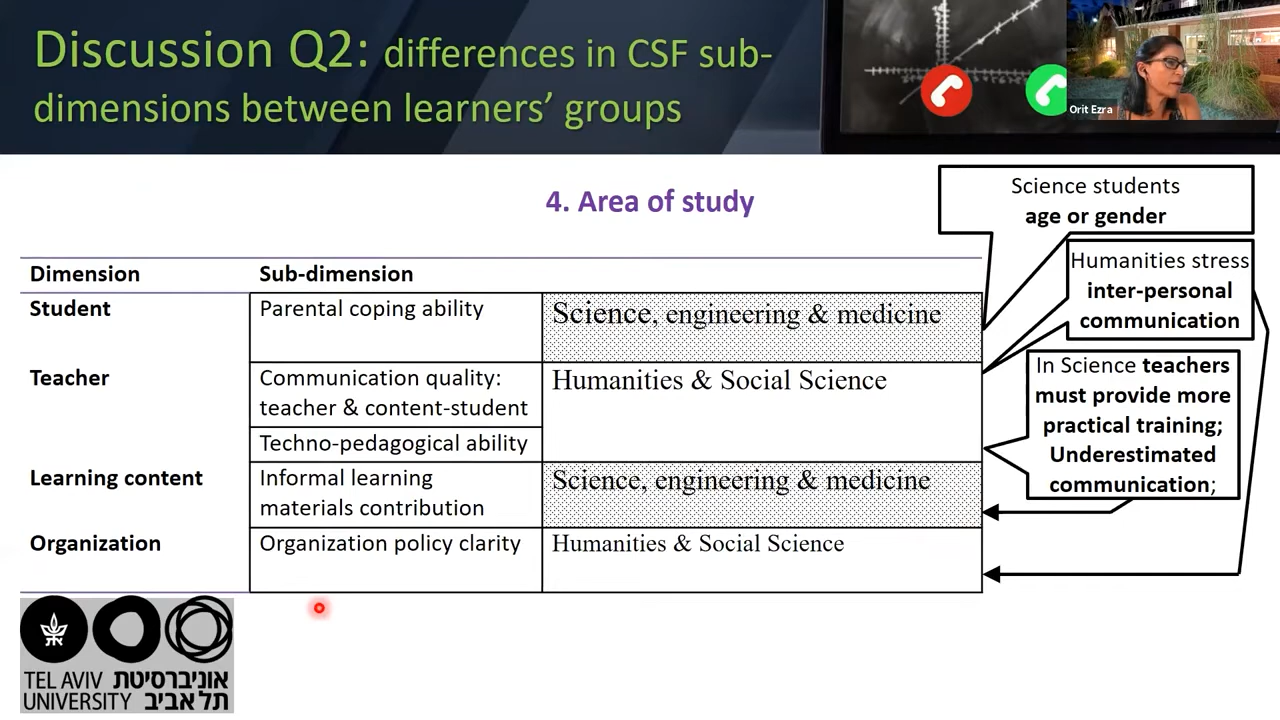 Discussion Q2: differences in CSF sub-
dimensions between learners’ groups
Orit Ezra
4. Area of study
Science students
age or gender
Humanities stress
inter-personal
communication
In Science teachers
must provide more
practical training;
Underestimated
communication;
Dimension Sub-dimension
Student Parental coping ability Science, engineering & medicine
Teacher Communication quality: Humanities & Social Science
teacher & content-student
Techno-pedagogical ability
Learning content Informal learning Science, engineering & medicine
materials contribution
Organization Organization policy clarity Humanities & Social Science
TEL AVIV אוניברסיטת
UNIVERSITY תל אביב